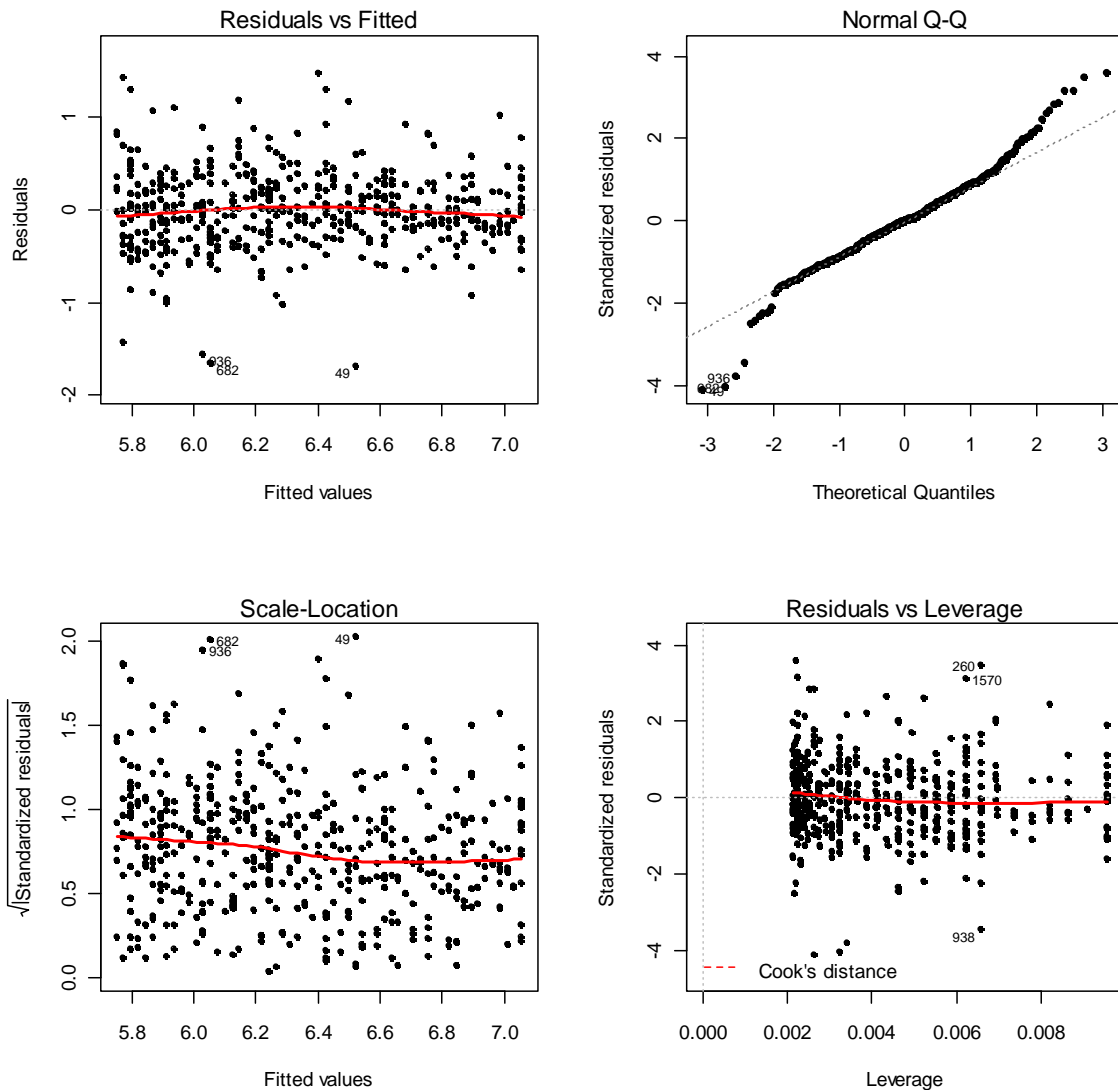 Residuals vs Fitted
Residuals
1
0
-1
-2
936
682
49
5.8 6.0 6.2 6.4 6.6 6.8 7.0
Fitted values
Normal Q-Q
Standardized residuals
4
2
0
-2
-4
936
682
49
-3 -2 -1 0 1 2 3
Theoretical Quantiles
Scale-Location
√|Standardized residuals|
2.0
1.5
1.0
0.5
0.0
682
936
49
5.8 6.0 6.2 6.4 6.6 6.8 7.0
Fitted values
Residuals vs Leverage
Standardized residuals
4
2
0
-2
-4
260
1570
938
Cook's distance
0.000 0.002 0.004 0.006 0.008
Leverage